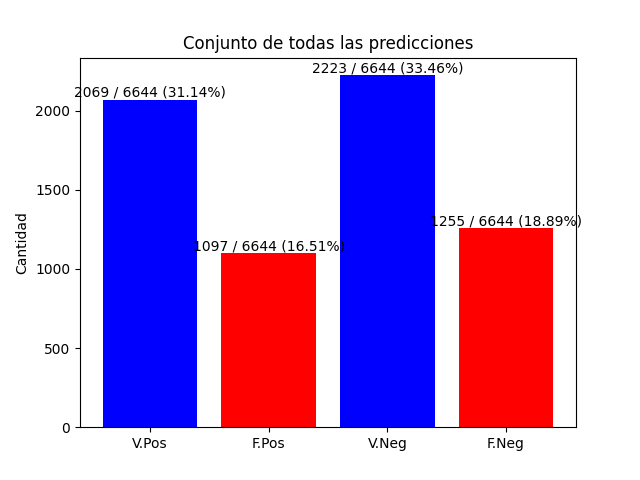 Conjunto de todas las predicciones
Cantidad
2000
1500
1000
500
0
2069 / 6644 (31.14%)
1097 / 6644 (16.51%)
2223 / 6644 (33.46%)
1255 / 6644 (18.89%)
V.Pos
F.Pos
V.Neg
F.Neg